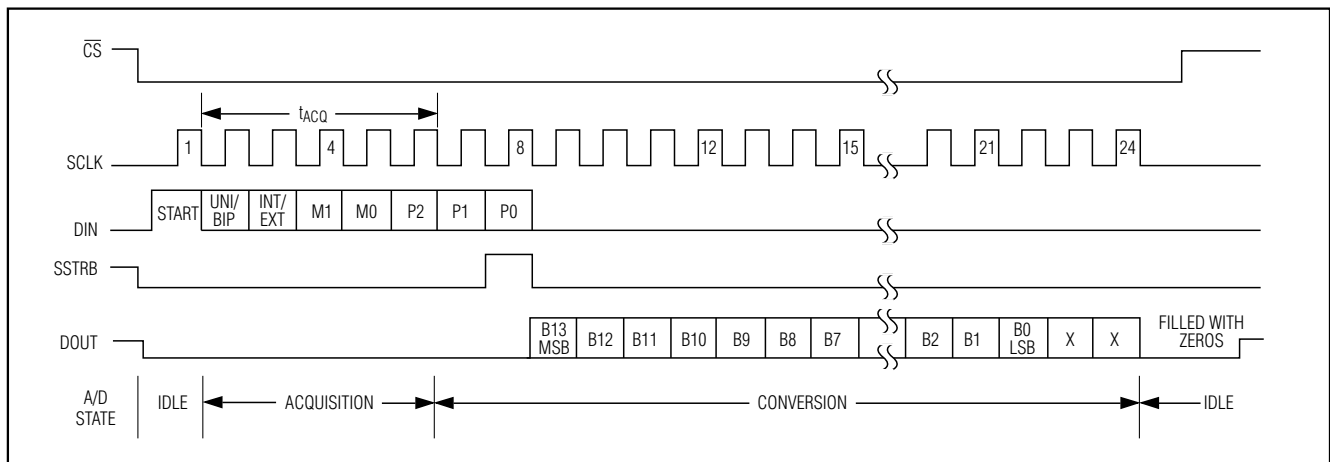 CS
tACQ
1 4 8 12 15 21 24
SCLK
START UNI/BIP INT/EXT M1 M0 P2 P1 P0
DIN
SSTRB
B13 MSB B12 B11 B10 B9 B8 B7 B2 B1 B0 LSB X X FILLED WITH ZEROS
DOUT
A/D STATE IDLE ACQUISITION CONVERSION IDLE